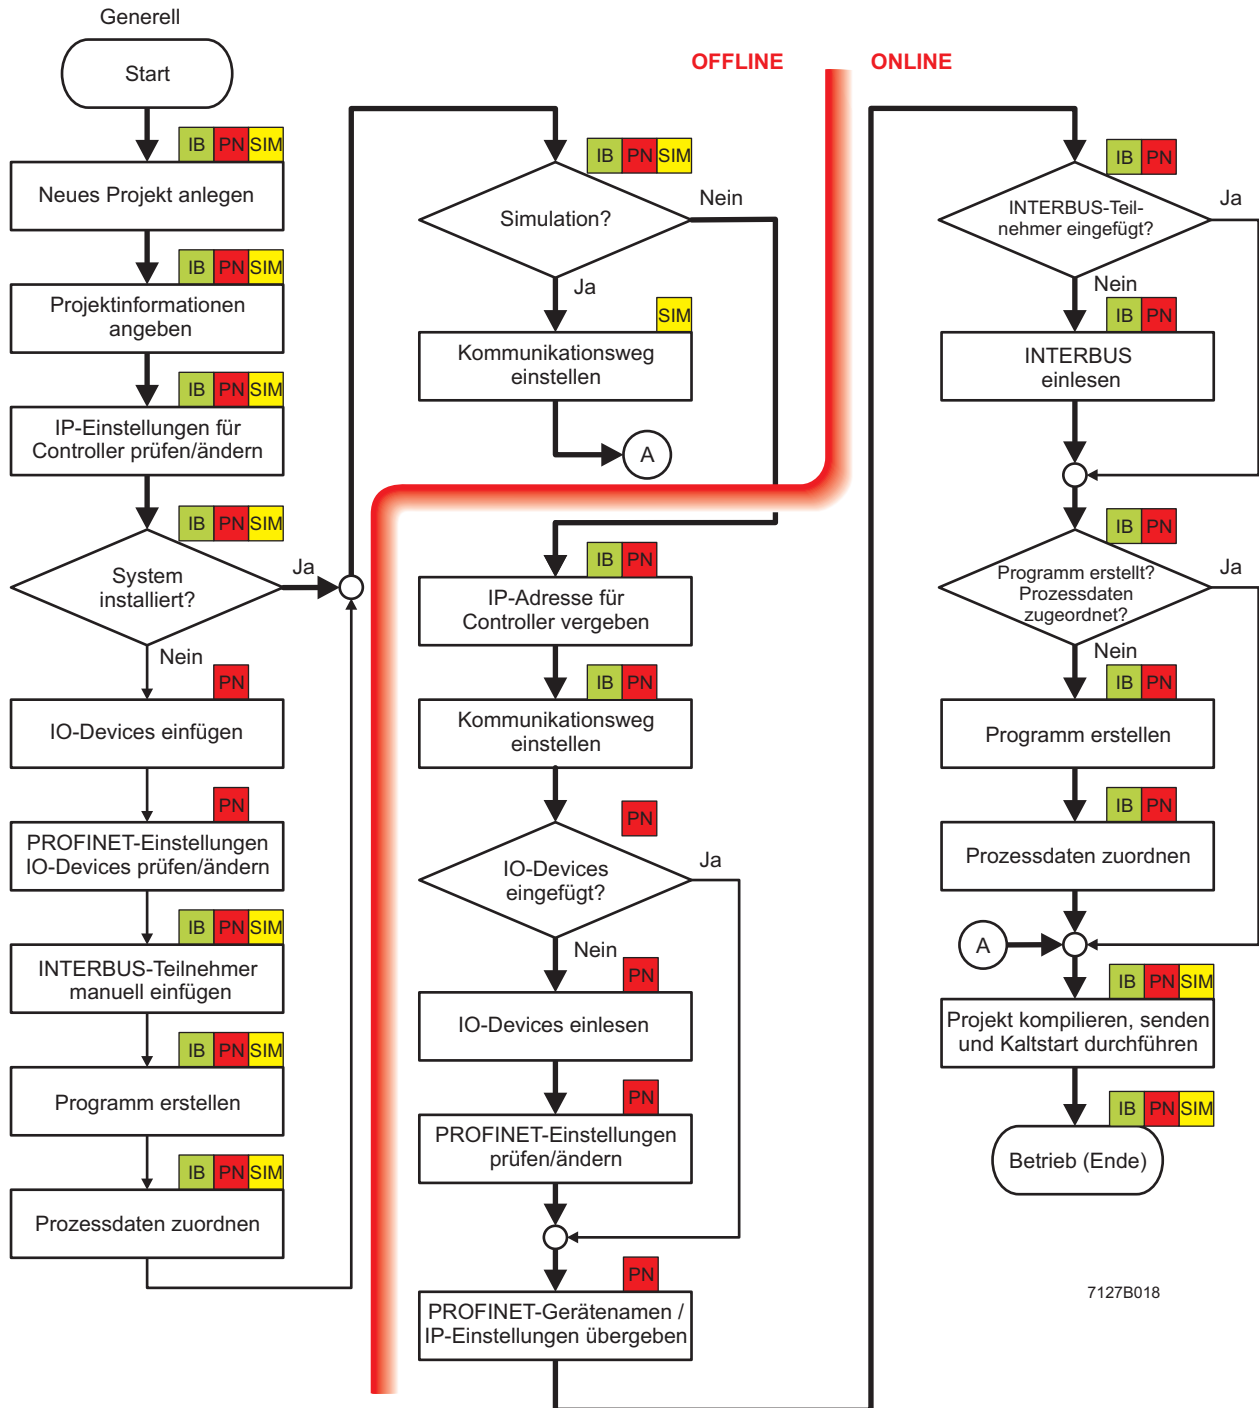 Generell
Start
IB PN SIM
Neues Projekt anlegen
IB PN SIM
Projektinformationen
angeben
IB PN SIM
IP-Einstellungen für
Controller prüfen/ändern
IB PN SIM
System
installiert?
Ja
Nein
PN
IO-Devices einfügen
PN
PROFINET-Einstellungen
IO-Devices prüfen/ändern
IB PN SIM
INTERBUS-Teilnehmer
manuell einfügen
IB PN SIM
Programm erstellen
IB PN SIM
Prozessdaten zuordnen
OFFLINE
ONLINE
IB PN SIM
Simulation?
Nein
Ja
SIM
Kommunikationsweg
einstellen
A
IB PN
IP-Adresse für
Controller vergeben
IB PN
Kommunikationsweg
einstellen
PN
IO-Devices
eingefügt?
Ja
Nein
PN
IO-Devices einlesen
PN
PROFINET-Einstellungen
prüfen/ändern
PN
PROFINET-Gerätenamen /
IP-Einstellungen übergeben
IB PN
INTERBUS-Teil-
nehmer eingefügt?
Ja
Nein
IB PN
INTERBUS
einlesen
IB PN
Programm erstellt?
Prozessdaten
zugeordnet?
Ja
Nein
IB PN
Programm erstellen
IB PN
Prozessdaten zuordnen
A
IB PN SIM
Projekt kompilieren, senden
und Kaltstart durchführen
IB PN SIM
Betrieb (Ende)
7127B018